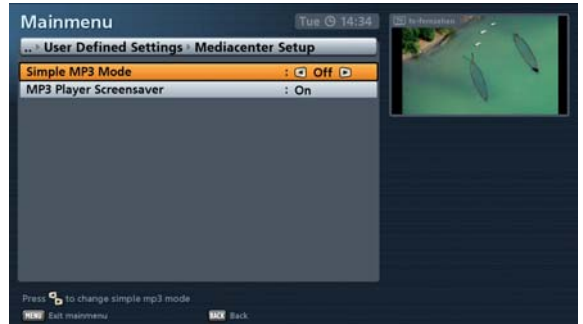 Mainmenu
Tue 14:34
.. › User Defined Settings › Mediacenter Setup
Simple MP3 Mode : Off
MP3 Player Screensaver : On
Press to change simple mp3 mode
MENU Exit mainmenu BACK Back